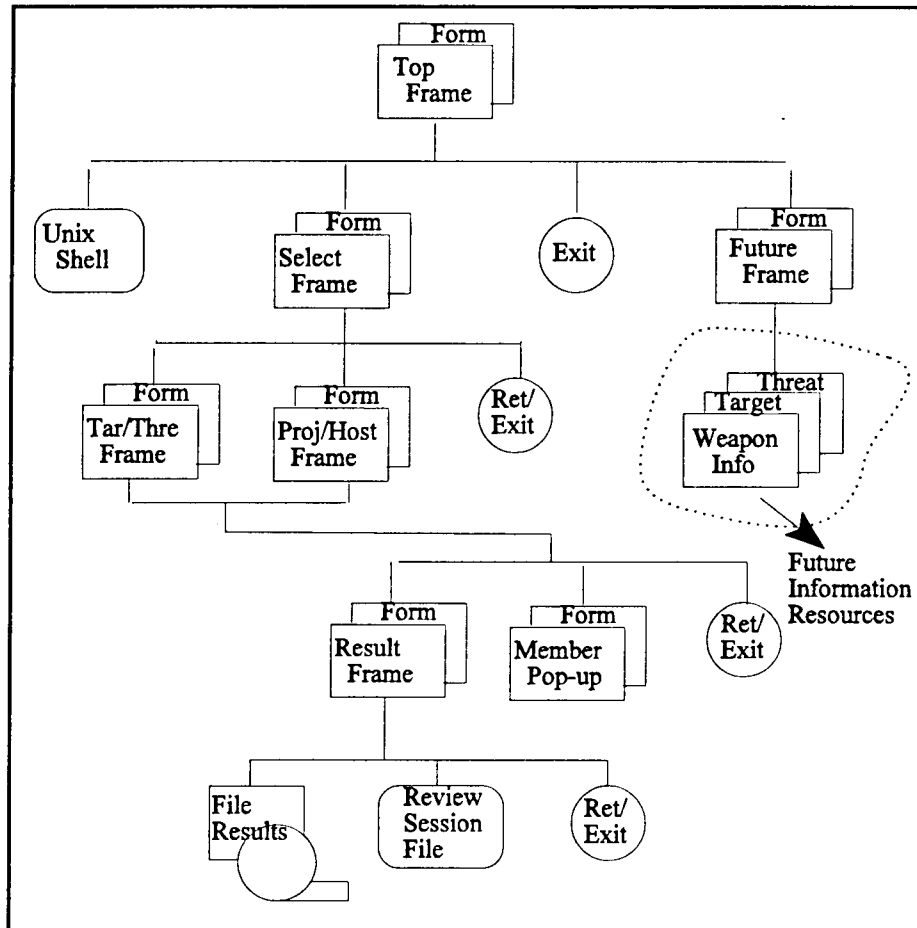 Form
Top
Frame
Unix
Shell
Form
Select
Frame
Exit
Form
Future
Frame
Form
Tar/Thre
Frame
Form
Proj/Host
Frame
Ret/
Exit
Threat
Target
Weapon
Info
Future
Information
Resources
Form
Result
Frame
Form
Member
Pop-up
Ret/
Exit
File
Results
Review
Session
File
Ret/
Exit